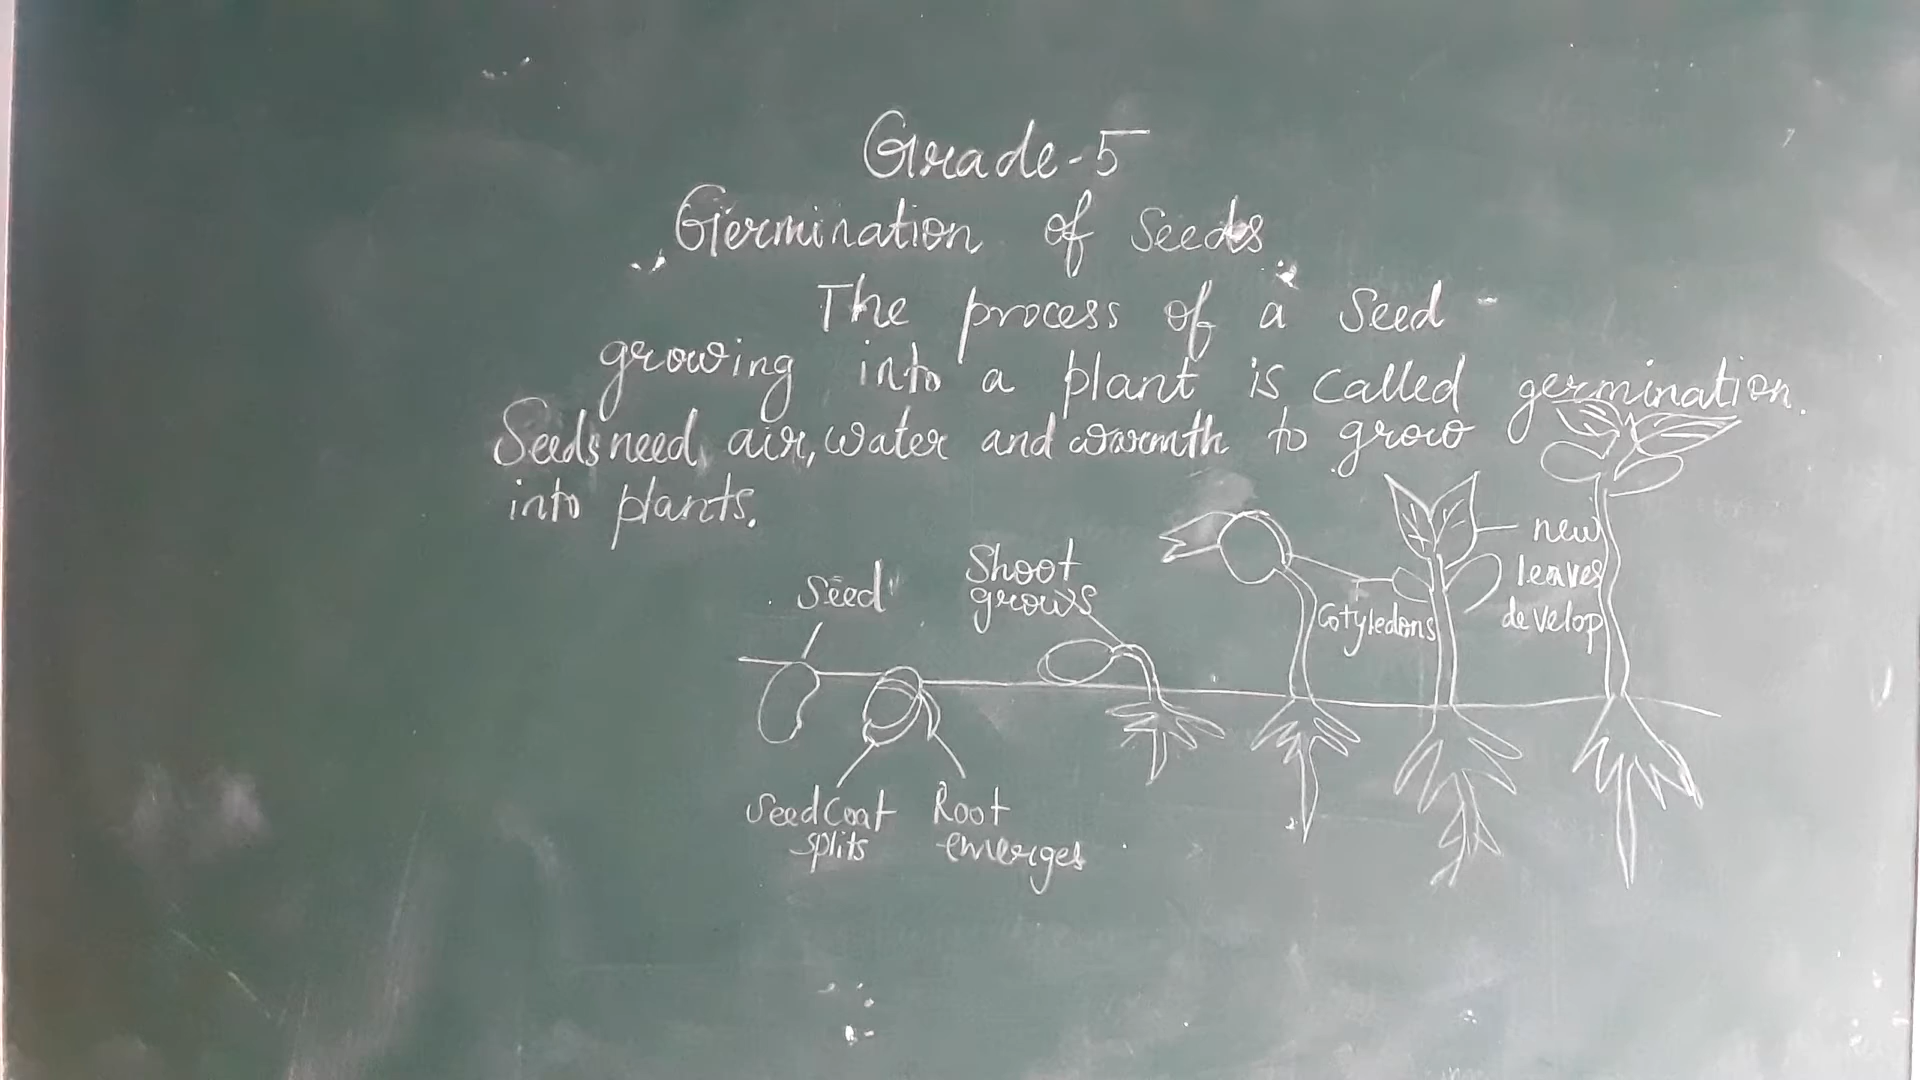 Grade-5
Germination of Seeds
The process of a Seed
growing into a plant is called germination.
Seeds need air, water and warmth to grow
into plants.
Seed
Shoot
grows
Cotyledons
new
leaves
develop
Seed Coat
splits
Root
emerges